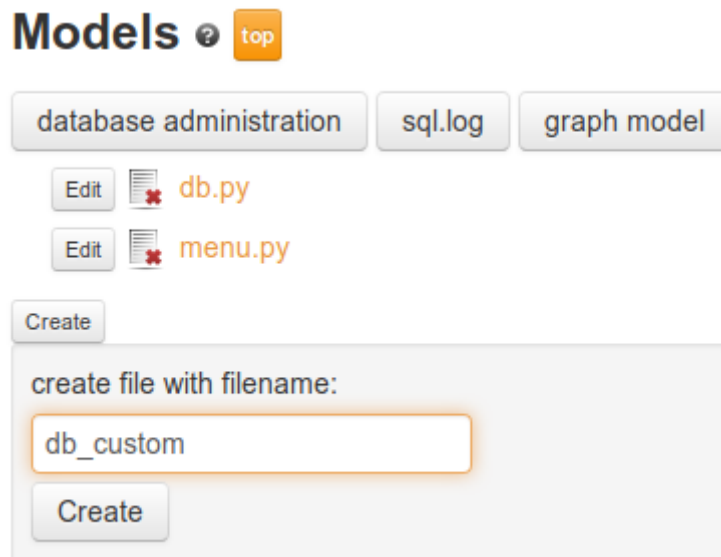 Models ? top
database administration sql.log graph model
Edit db.py
Edit menu.py
Create
create file with filename:
db_custom
Create